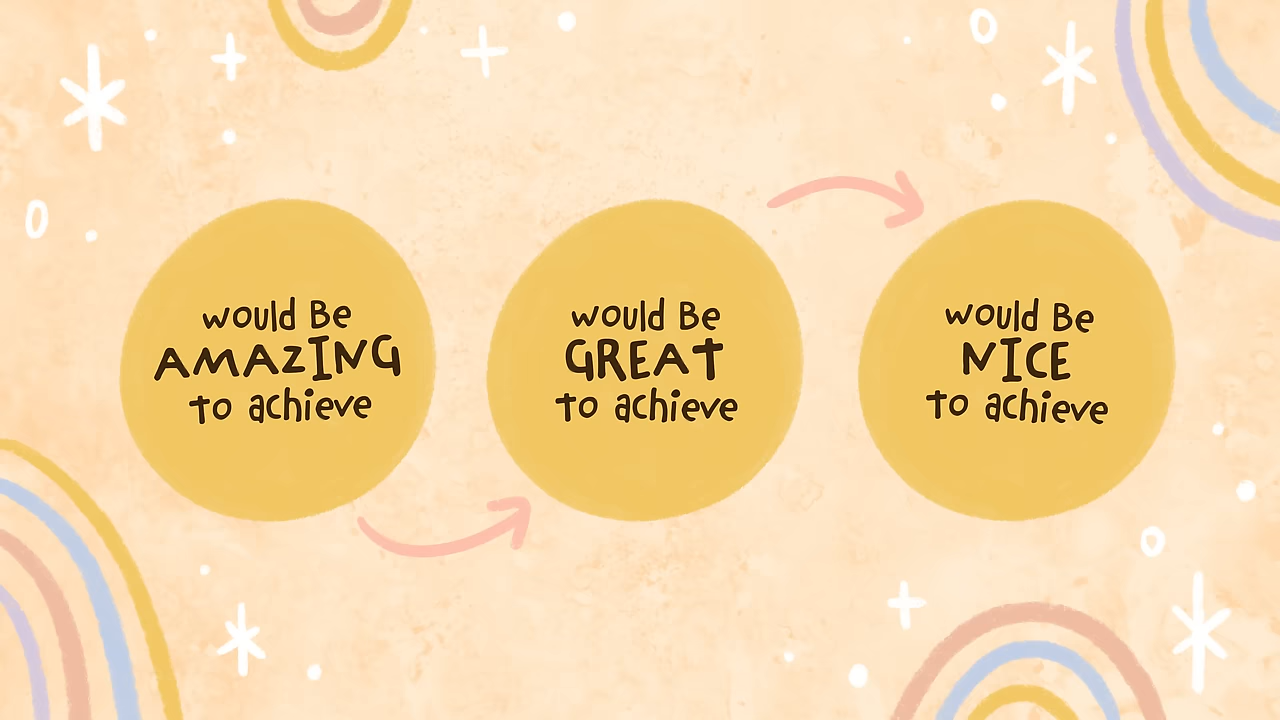 would Be
AMAZING
to achieve
would Be
GREAT
to achieve
would Be
NICE
to achieve